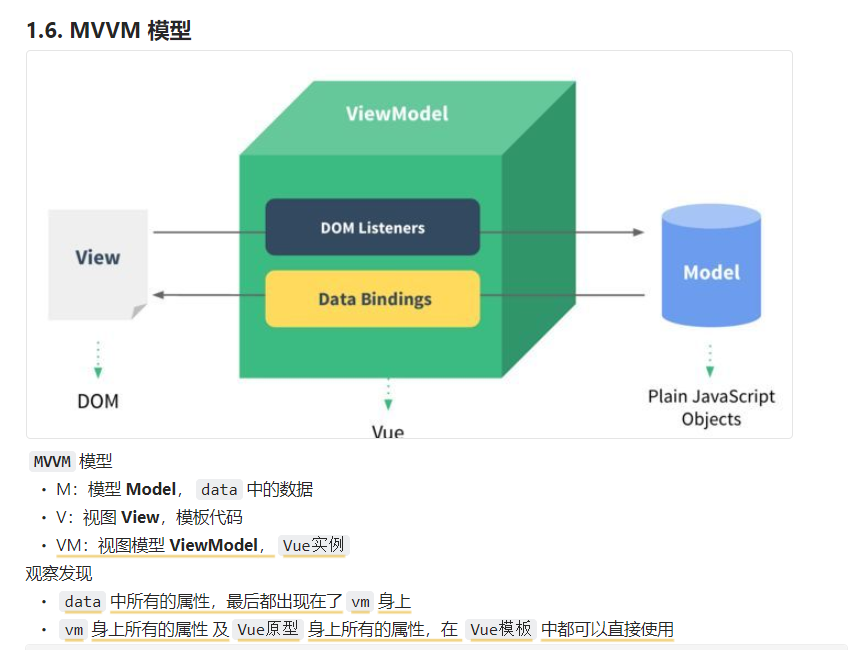 1.6. MVVM 模型
ViewModel
DOM Listeners
View
Model
Data Bindings
DOM
Plain JavaScript
Objects
Vue
MVVM 模型
• M：模型 Model， data 中的数据
• V：视图 View，模板代码
• VM：视图模型 ViewModel， Vue实例
观察发现
• data 中所有的属性，最后都出现在了 vm 身上
• vm 身上所有的属性 及 Vue原型 身上所有的属性，在 Vue模板 中都可以直接使用